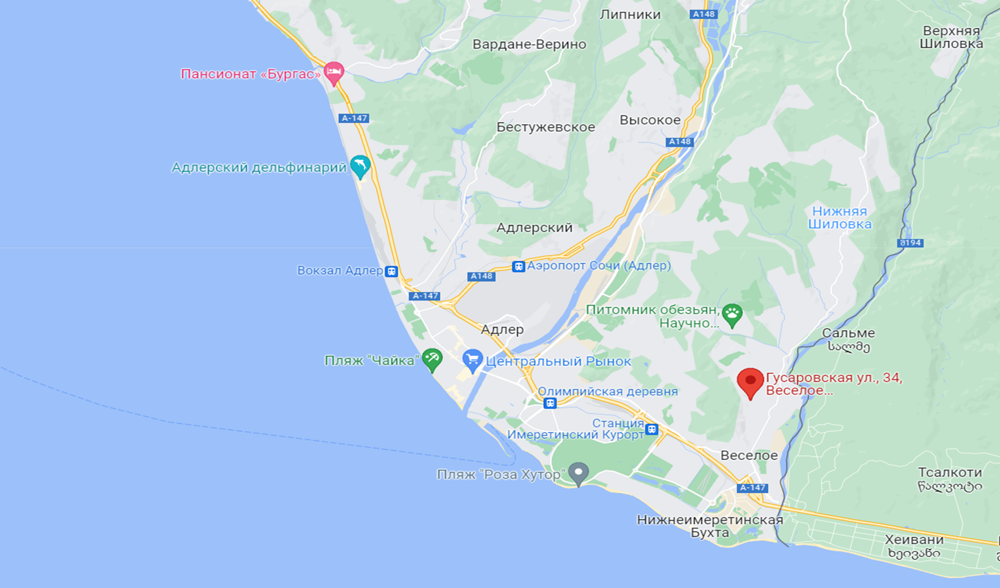 Липники
A148
Верхняя
Шиловка
Вардане-Верино
Пансионат «Бургас»
A-147
Высокое
Бестужевское
A148
Адлерский дельфинарий
Нижняя
Шиловка
Адлерский
შ194
Аэропорт Сочи (Адлер)
Вокзал Адлер
A148
A-147
Питомник обезьян,
Научно...
Адлер
Сальме
სალმე
Пляж "Чайка"
Центральный Рынок
Гусаровская ул., 34,
Веселое...
Олимпийская деревня
Станция
Имеретинский Курорт
Веселое
Пляж "Роза Хутор"
Тсалкоти
წალკოტი
A-147
Нижнеимеретинская
Бухта
Хеивани
ხეივანი